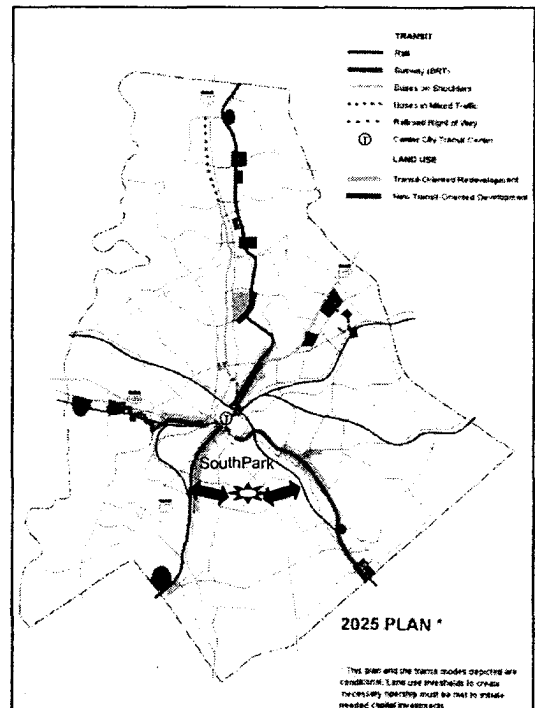 TRANSIT
Rail
Busway (BRT)
Buses on Shoulders
Buses in Mixed Traffic
Railroad Right of Way
T Center City Transit Center
LAND USE
Transit-Oriented Redevelopment
New Transit-Oriented Development
T
SouthPark
2025 PLAN *
* This plan and the transit modes depicted are
conditional. Land use thresholds to create
necessary ridership must be met to initiate
needed capital investments